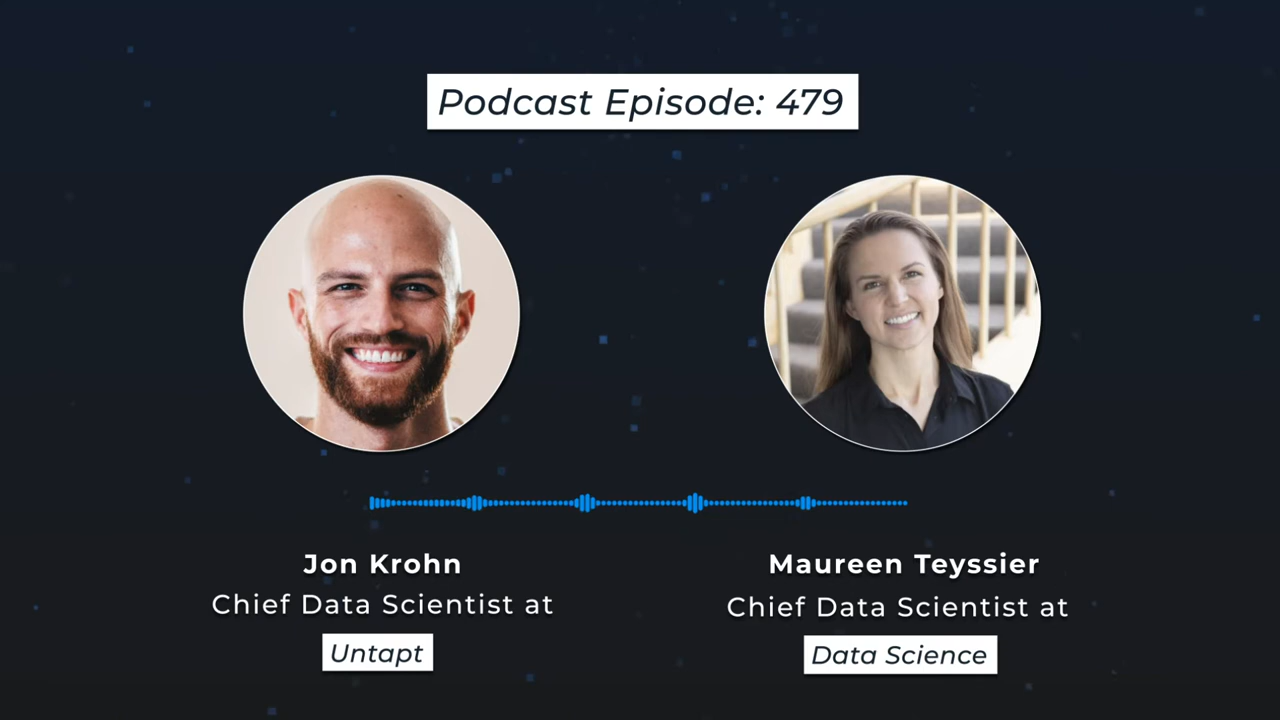 Podcast Episode: 479
Jon Krohn
Chief Data Scientist at
Untapt
Maureen Teyssier
Chief Data Scientist at
Data Science